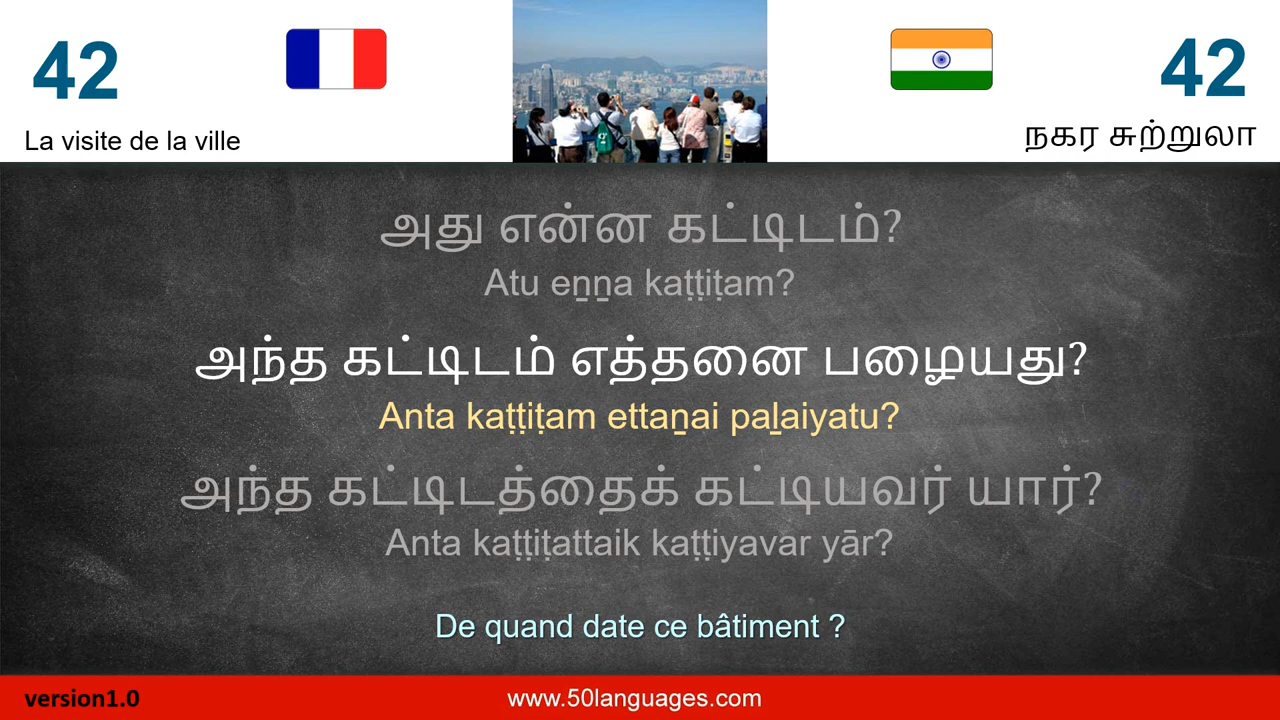 42
La visite de la ville
42
நகர சுற்றுலா
அது என்ன கட்டிடம்?
Atu eṉṉa kaṭṭiṭam?
அந்த கட்டிடம் எத்தனை பழையது?
Anta kaṭṭiṭam ettaṉai paḻaiyatu?
அந்த கட்டிடத்தைக் கட்டியவர் யார்?
Anta kaṭṭiṭattaik kaṭṭiyavar yār?
De quand date ce bâtiment ?
version1.0
www.50languages.com